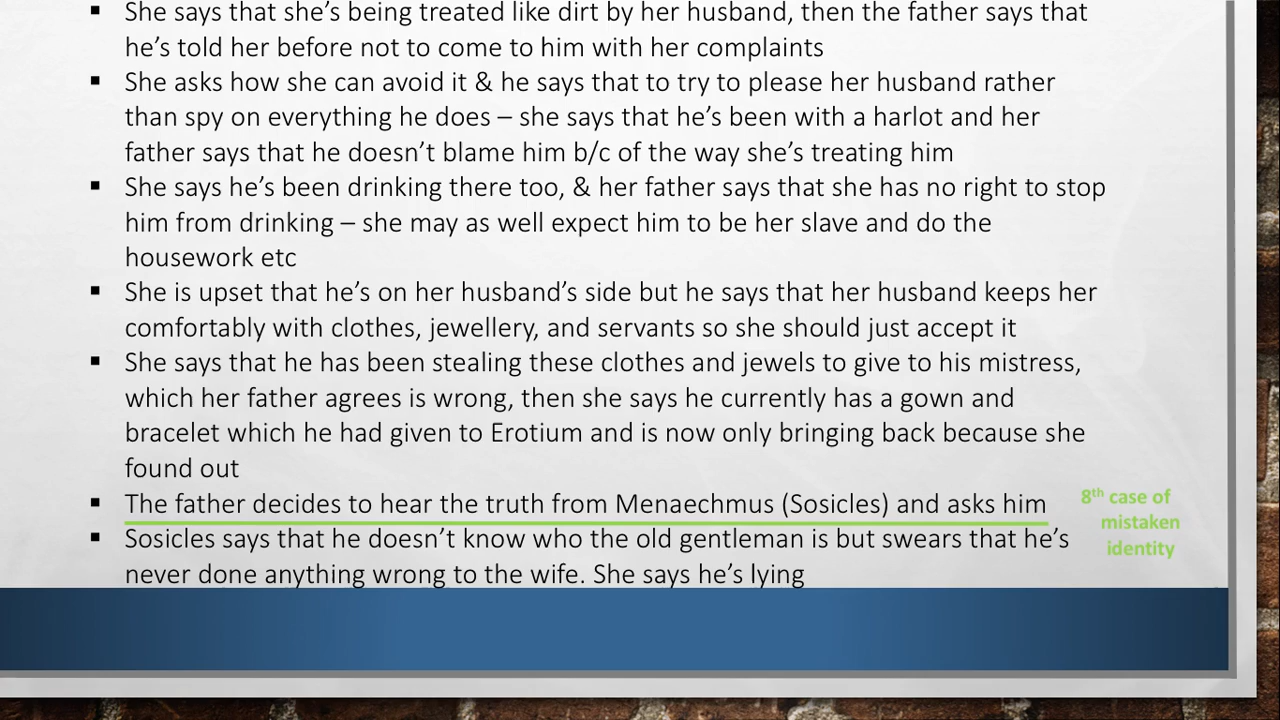 ▪ She says that she’s being treated like dirt by her husband, then the father says that
he’s told her before not to come to him with her complaints
▪ She asks how she can avoid it & he says that to try to please her husband rather
than spy on everything he does – she says that he’s been with a harlot and her
father says that he doesn’t blame him b/c of the way she’s treating him
▪ She says he’s been drinking there too, & her father says that she has no right to stop
him from drinking – she may as well expect him to be her slave and do the
housework etc
▪ She is upset that he’s on her husband’s side but he says that her husband keeps her
comfortably with clothes, jewellery, and servants so she should just accept it
▪ She says that he has been stealing these clothes and jewels to give to his mistress,
which her father agrees is wrong, then she says he currently has a gown and
bracelet which he had given to Erotium and is now only bringing back because she
found out
▪ The father decides to hear the truth from Menaechmus (Sosicles) and asks him
▪ Sosicles says that he doesn’t know who the old gentleman is but swears that he’s
never done anything wrong to the wife. She says he’s lying
8th case of
mistaken
identity